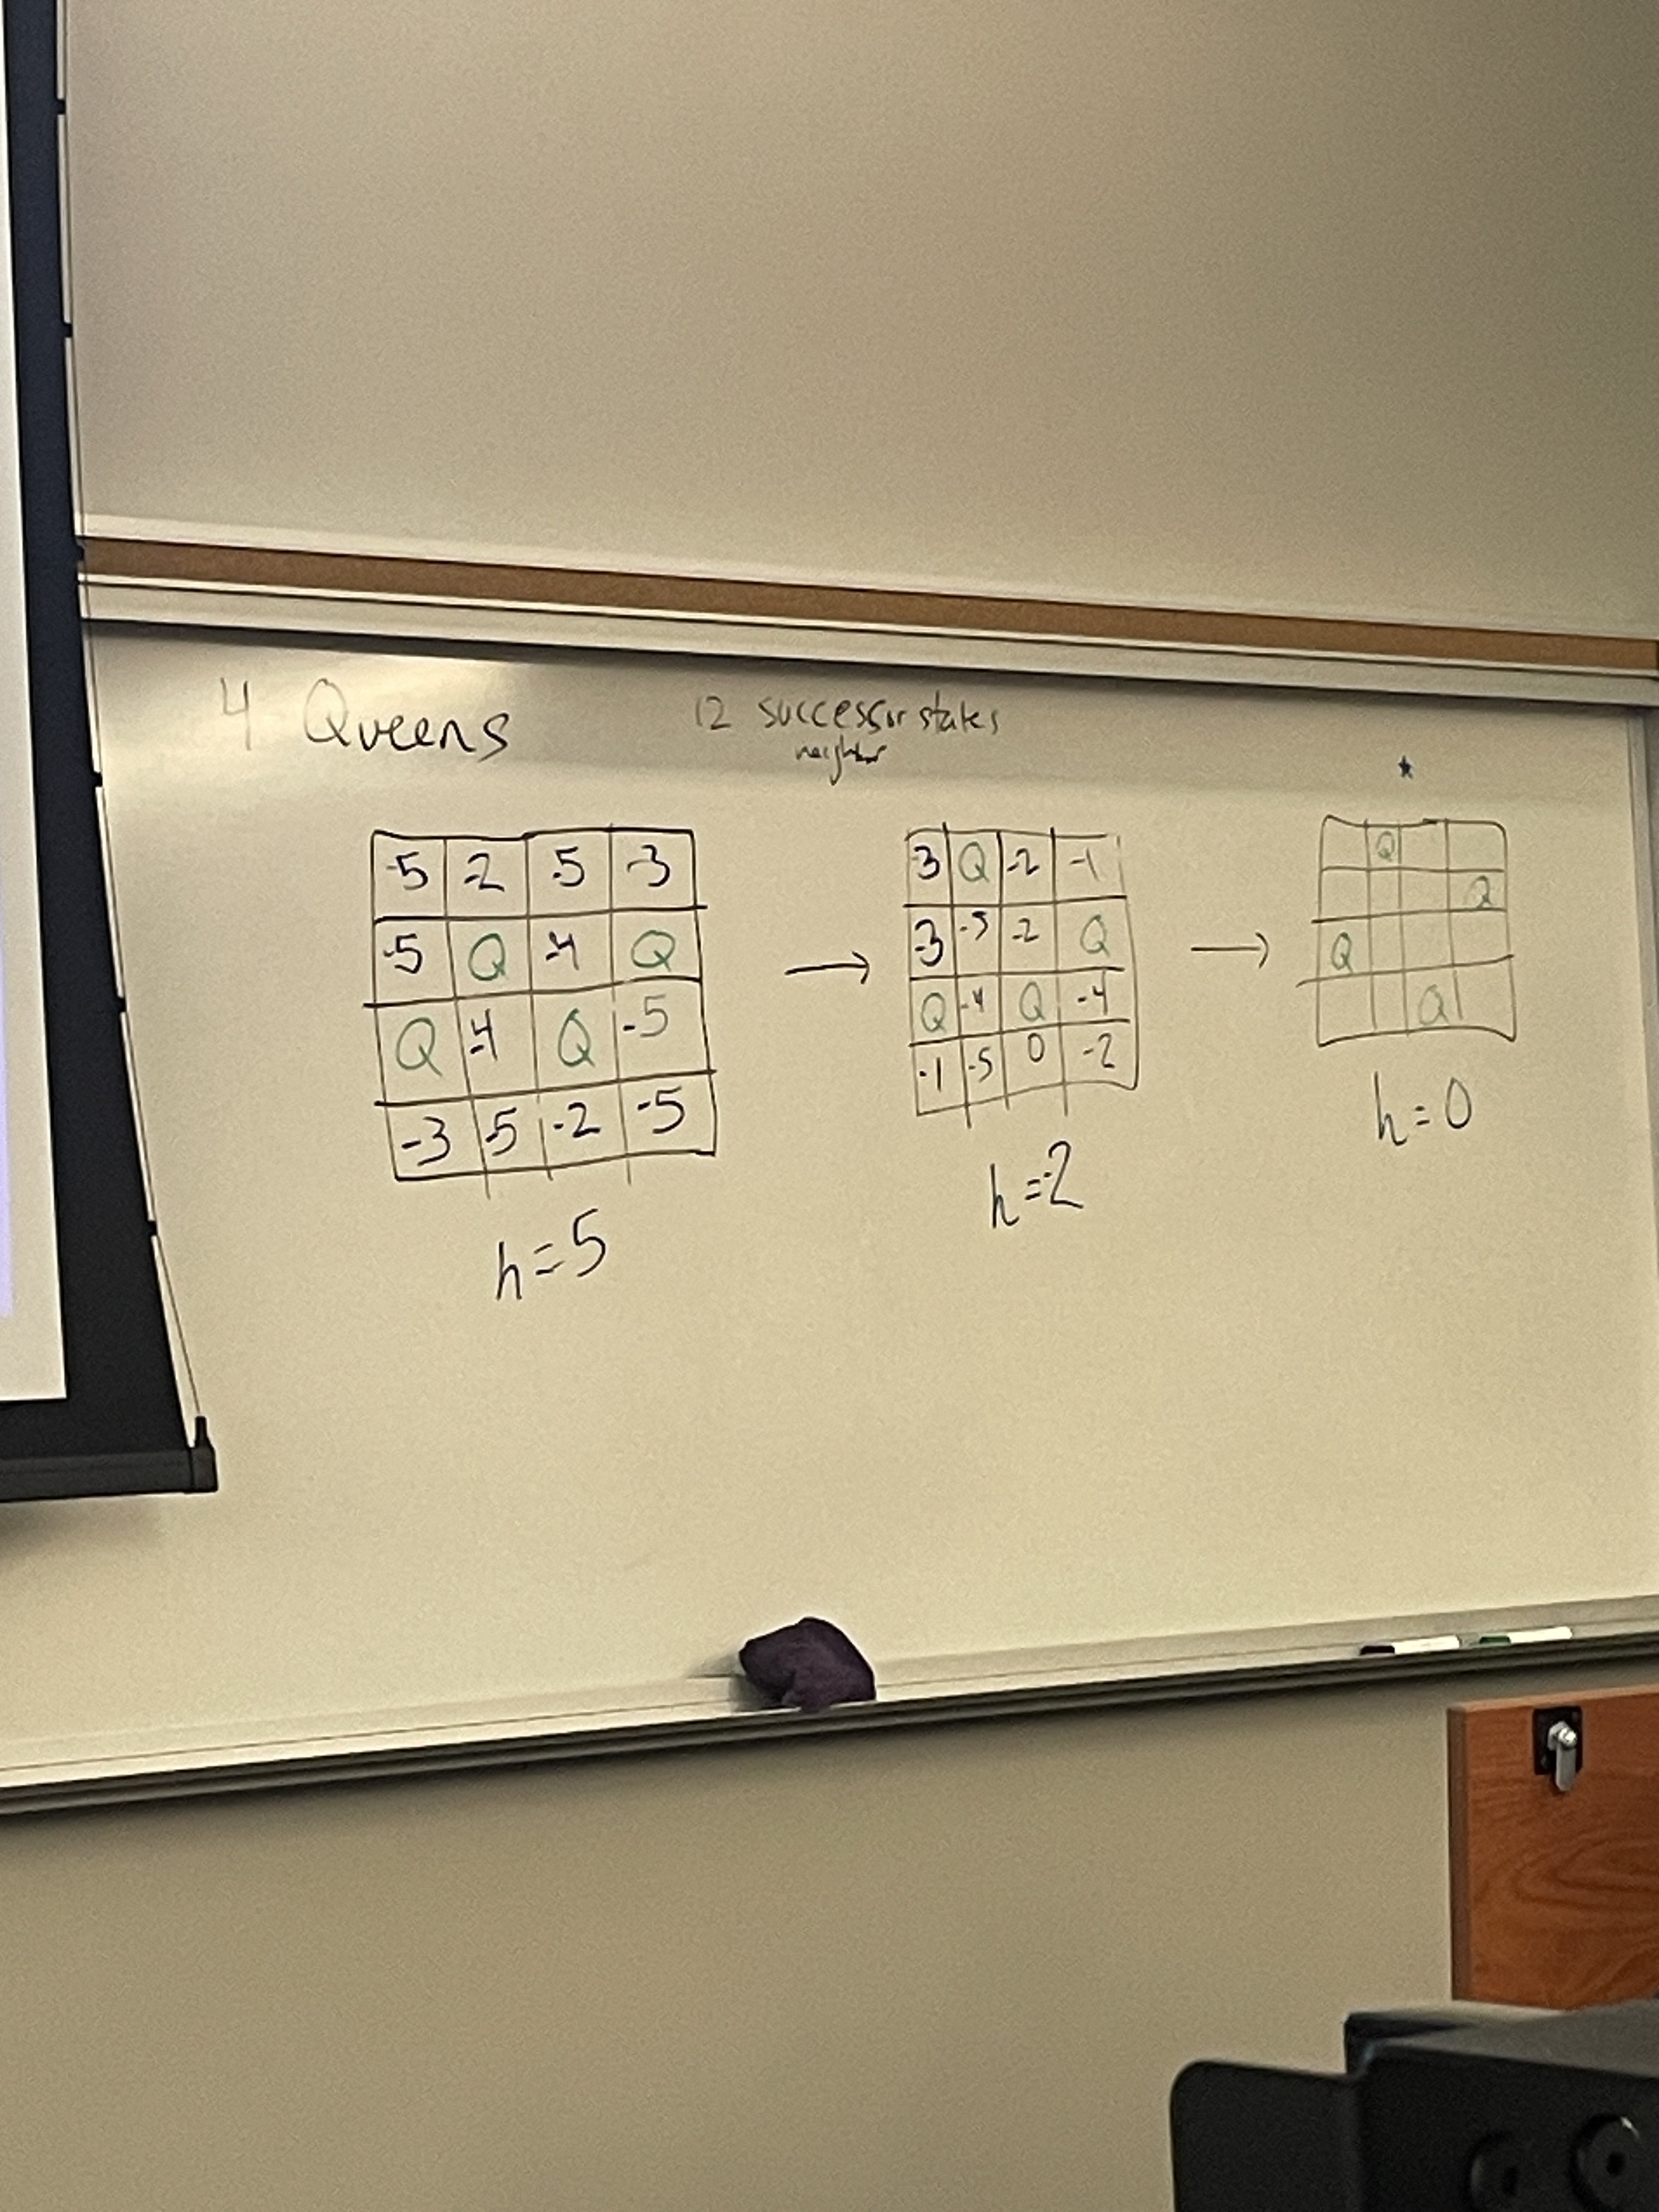 4 Queens
12 successor states
neighbor
*
-5 -2 -5 -3
-5 Q -4 Q
Q -4 Q -5
-3 -5 -2 -5
h=5
-3 Q -2 -1
-3 -3 -2 Q
Q -4 Q -4
-1 -5 0 -2
h=-2
Q
Q
Q
Q
h=0